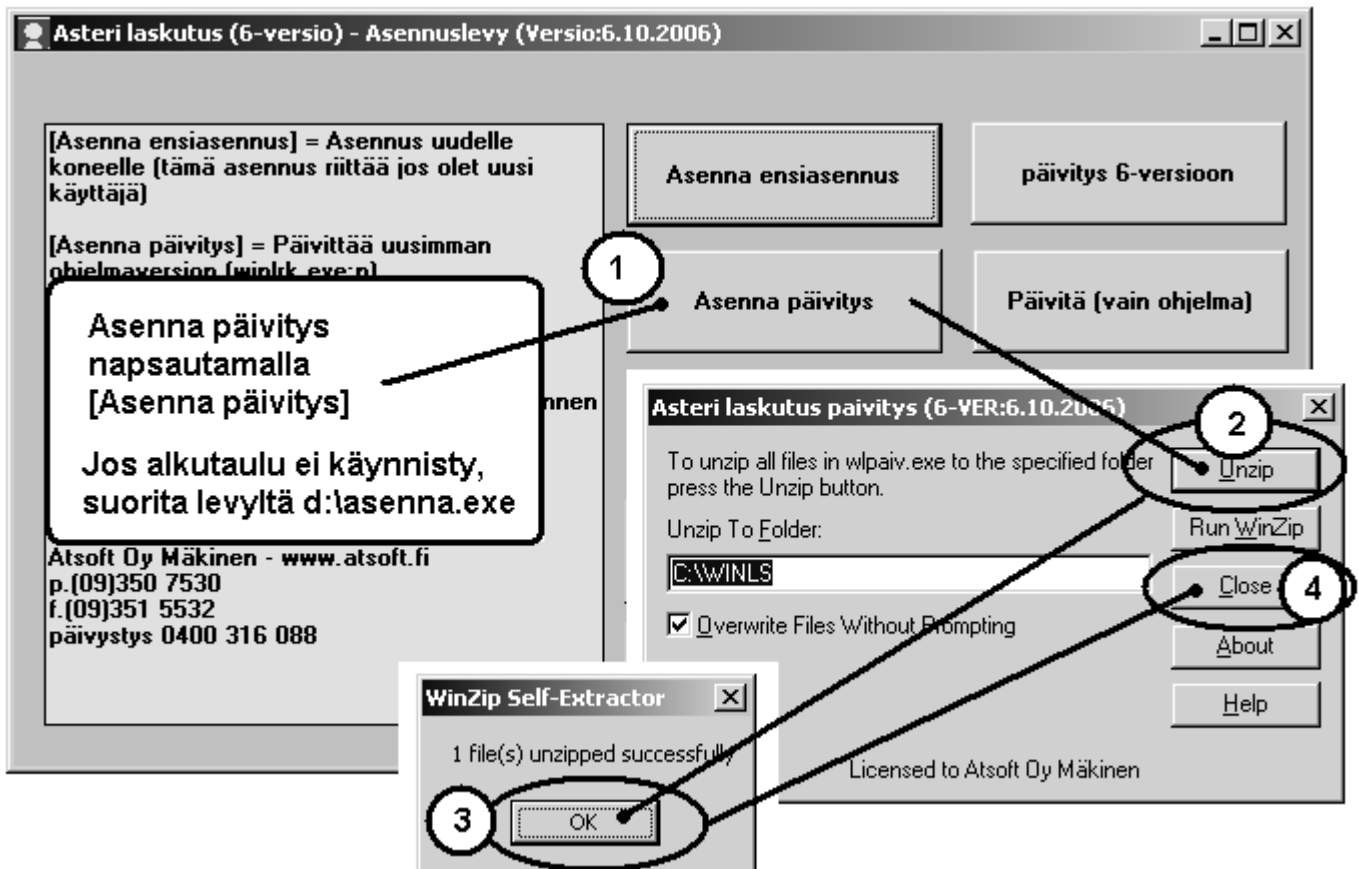 Asteri laskutus (6-versio) - Asennuslevy (Versio:6.10.2006)
[Asenna ensiasennus] = Asennus uudelle
koneelle (tämä asennus riittää jos olet uusi
käyttäjä)
[Asenna päivitys] = Päivittää uusimman
ohjelmaversion (winlrk.exe:n)
nnen
Asenna päivitys
napsautamalla
[Asenna päivitys]
Jos alkutaulu ei käynnisty,
suorita levyltä d:\asenna.exe
Atsoft Oy Mäkinen - www.atsoft.fi
p.(09)350 7530
f.(09)351 5532
päivystys 0400 316 088
Asenna ensiasennus
päivitys 6-versioon
1
Asenna päivitys
Päivitä (vain ohjelma)
Asteri laskutus paivitys (6-VER:6.10.2006)
2
To unzip all files in wlpaiv.exe to the specified folder
press the Unzip button.
Unzip
Unzip To Folder:
Run WinZip
C:\WINLS
Close
4
Overwrite Files Without Prompting
About
Help
Licensed to Atsoft Oy Mäkinen
WinZip Self-Extractor
1 file(s) unzipped successfully
3
OK